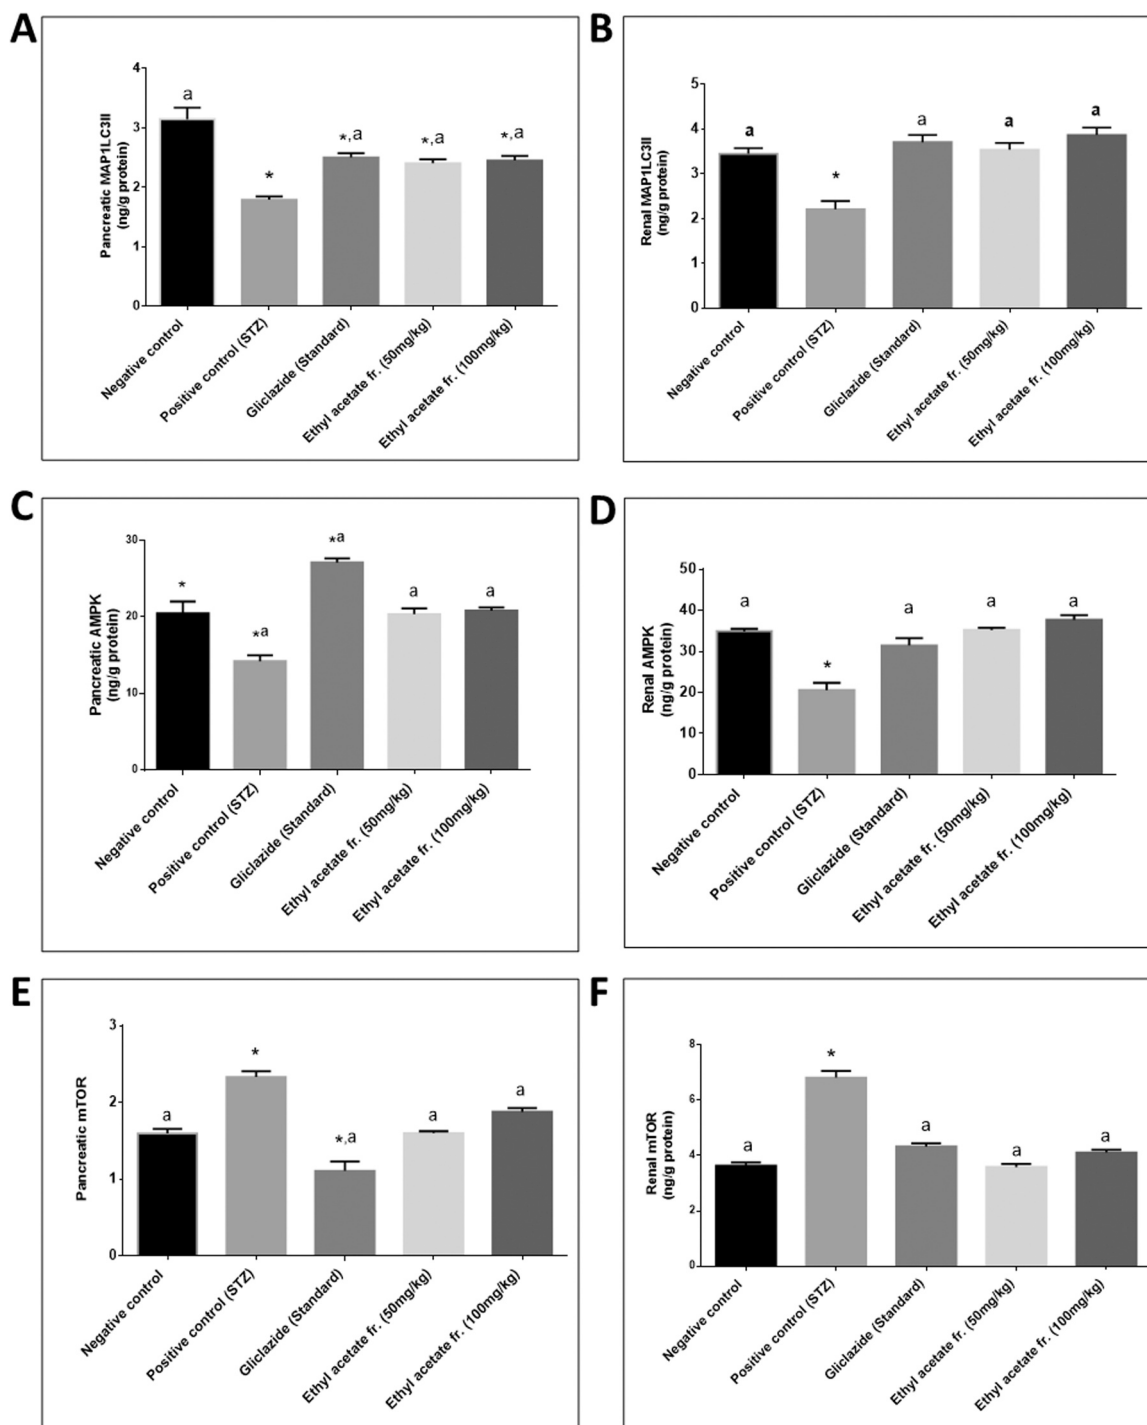 A
Pancreatic MAP1LC3II
(ng/g protein)
4
3
2
1
0
a
*
*,a
*,a
*,a
Negative control
Positive control (STZ)
Gliclazide (Standard)
Ethyl acetate fr. (50mg/kg)
Ethyl acetate fr. (100mg/kg)
B
Renal MAP1LC3II
(ng/g protein)
5
4
3
2
1
0
a
*
a
a
a
Negative control
Positive control (STZ)
Gliclazide (Standard)
Ethyl acetate fr. (50mg/kg)
Ethyl acetate fr. (100mg/kg)
C
Pancreatic AMPK
(ng/g protein)
30
20
10
0
*
*a
*a
a
a
Negative control
Positive control (STZ)
Gliclazide (Standard)
Ethyl acetate fr. (50mg/kg)
Ethyl acetate fr. (100mg/kg)
D
Renal AMPK
(ng/g protein)
50
40
30
20
10
0
a
*
a
a
a
Negative control
Positive control (STZ)
Gliclazide (Standard)
Ethyl acetate fr. (50mg/kg)
Ethyl acetate fr. (100mg/kg)
E
Pancreatic mTOR
3
2
1
0
a
*
*,a
a
a
Negative control
Positive control (STZ)
Gliclazide (Standard)
Ethyl acetate fr. (50mg/kg)
Ethyl acetate fr. (100mg/kg)
F
Renal mTOR
(ng/g protein)
8
6
4
2
0
a
*
a
a
a
Negative control
Positive control (STZ)
Gliclazide (Standard)
Ethyl acetate fr. (50mg/kg)
Ethyl acetate fr. (100mg/kg)